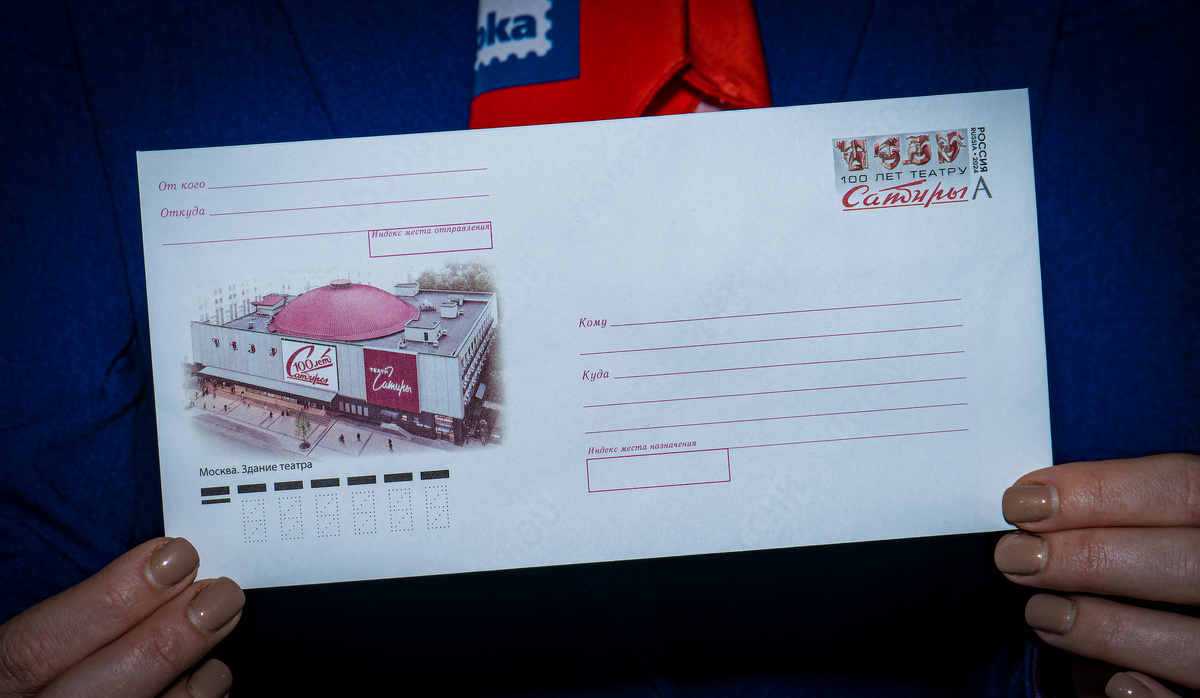 ока
От кого
Откуда
Индекс места отправления
100 лет
Сатиры
ТЕАТР
Сатиры
Москва. Здание театра
РОССИЯ
RUSSIA • 2024
100 ЛЕТ ТЕАТРУ
Сатиры
А
Кому
Куда
Индекс места назначения